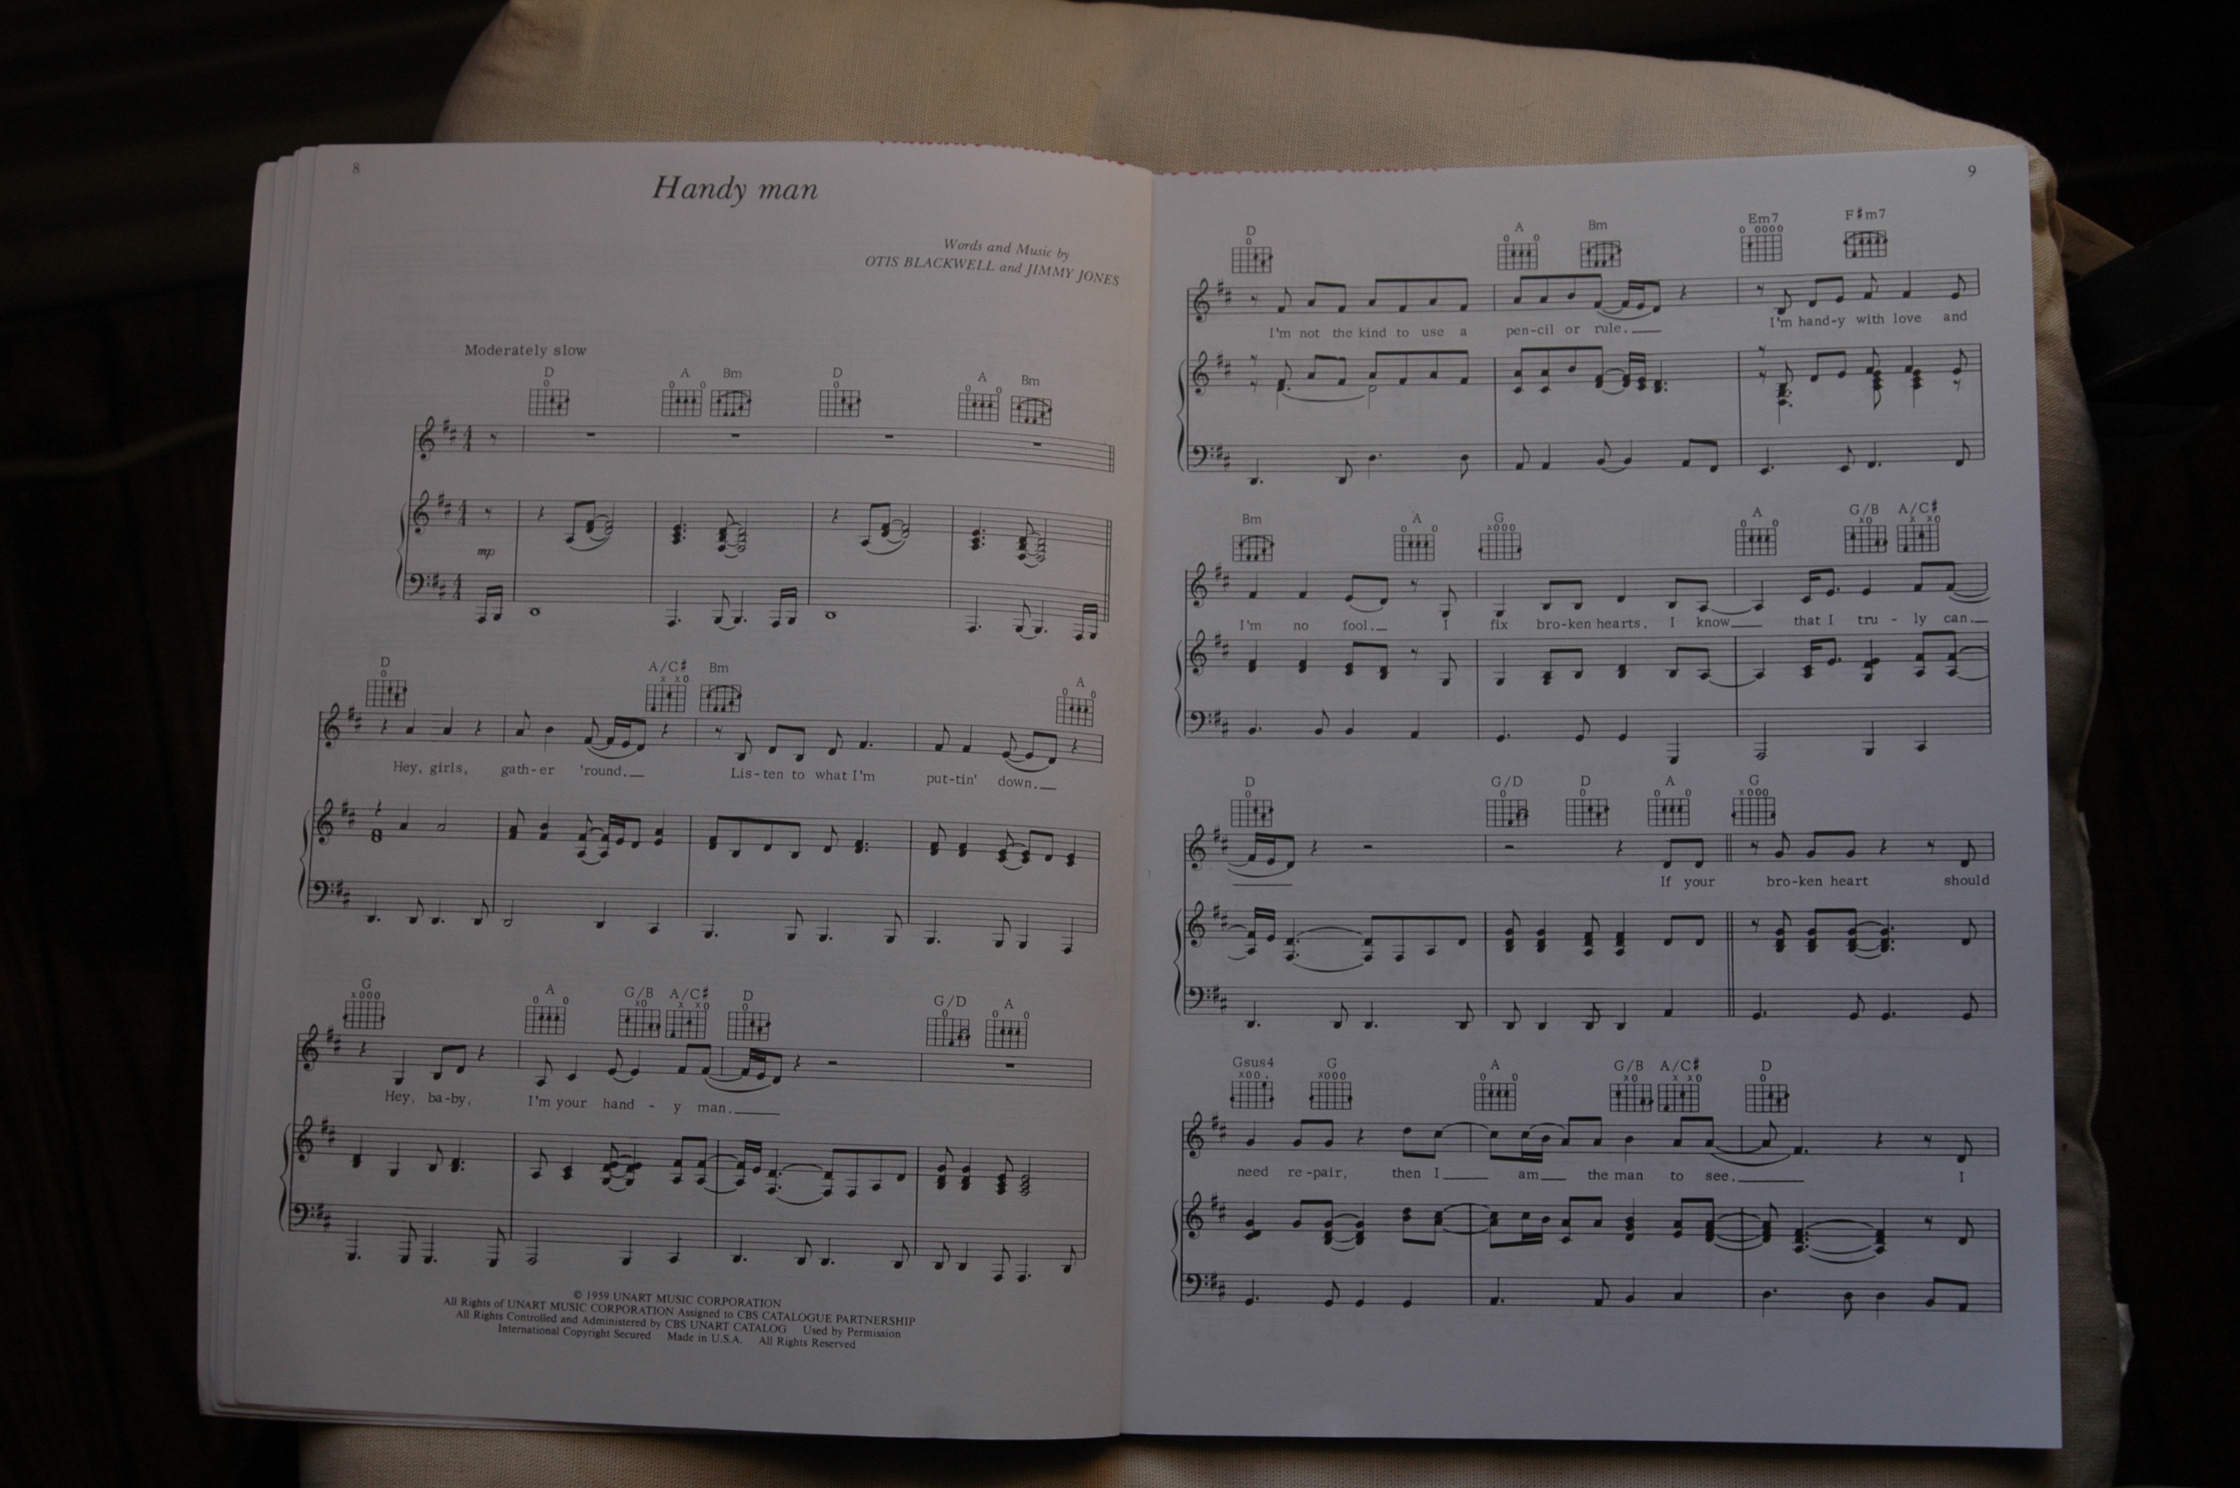 8
Handy man
Words and Music by
OTIS BLACKWELL and JIMMY JONES
Moderately slow
D A Bm D A Bm
mp
D A/C♯ Bm A
Hey, girls, gath-er 'round. Lis-ten to what I'm put-tin' down.
G A G/B A/C♯ D G/D A
Hey, ba-by, I'm your hand - y man.
© 1959 UNART MUSIC CORPORATION
All Rights of UNART MUSIC CORPORATION Assigned to CBS CATALOGUE PARTNERSHIP
All Rights Controlled and Administered by CBS UNART CATALOG Used by Permission
International Copyright Secured Made in U.S.A. All Rights Reserved
9
D A Bm Em7 F♯m7
I'm not the kind to use a pen-cil or rule. I'm hand-y with love and
Bm A G A G/B A/C♯
I'm no fool. I fix bro-ken hearts, I know that I tru - ly can.
D G/D D A G
If your bro-ken heart should
Gsus4 G A G/B A/C♯ D
need re-pair, then I am the man to see. I